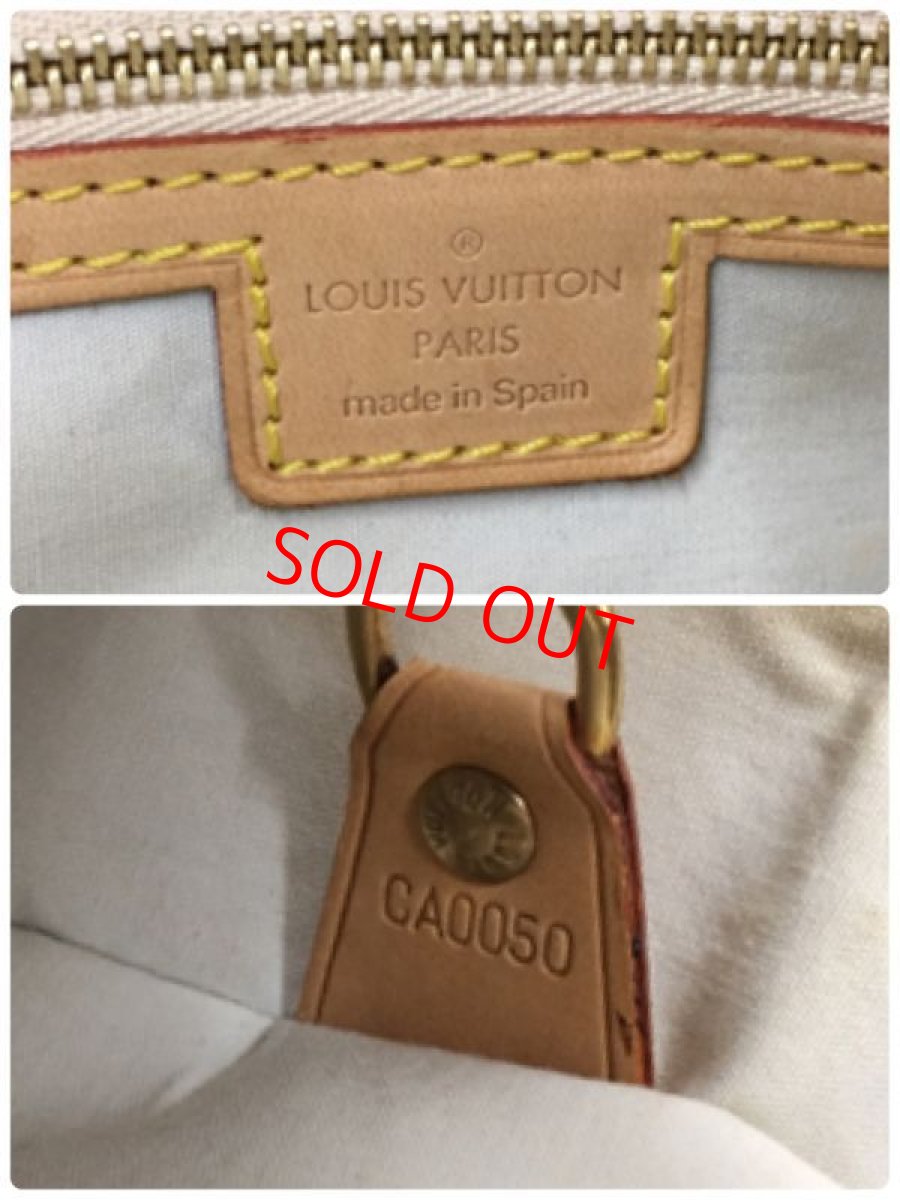 ®
LOUIS VUITTON
PARIS
made in Spain
SOLD OUT
CA0050